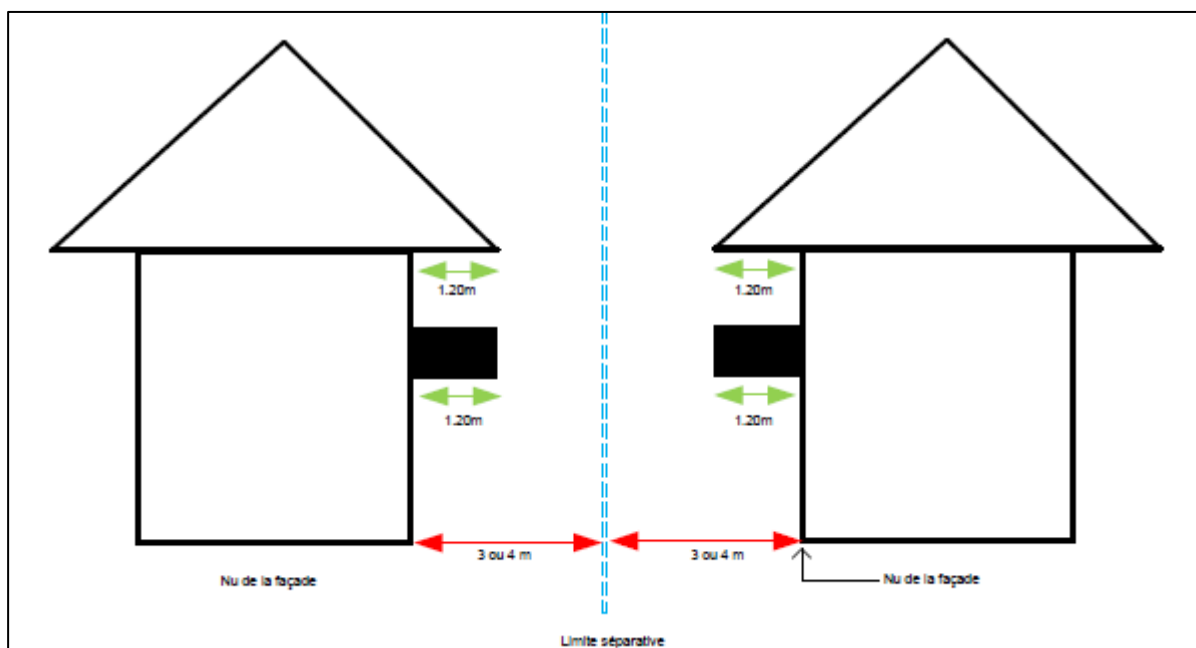 1.20m
1.20m
1.20m
1.20m
3 ou 4 m
3 ou 4 m
Nu de la façade
Nu de la façade
Limite séparative